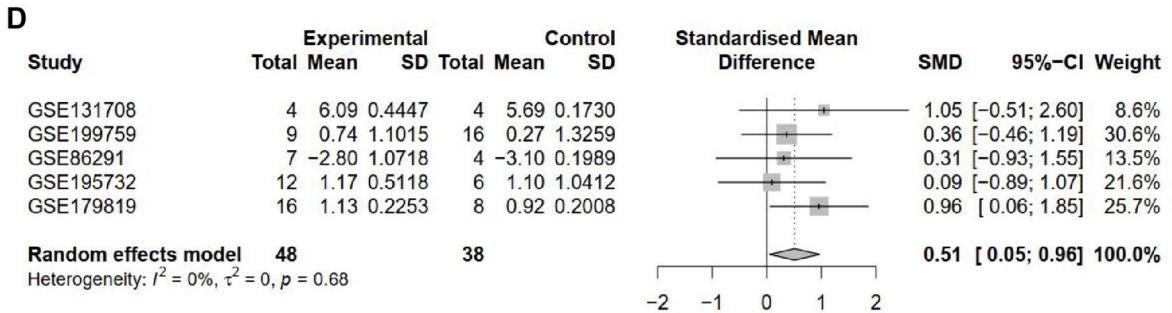 D
Experimental Control Standardised Mean
Study Total Mean SD Total Mean SD Difference SMD 95%−CI Weight
GSE131708 4 6.09 0.4447 4 5.69 0.1730 1.05 [−0.51; 2.60] 8.6%
GSE199759 9 0.74 1.1015 16 0.27 1.3259 0.36 [−0.46; 1.19] 30.6%
GSE86291 7 −2.80 1.0718 4 −3.10 0.1989 0.31 [−0.93; 1.55] 13.5%
GSE195732 12 1.17 0.5118 6 1.10 1.0412 0.09 [−0.89; 1.07] 21.6%
GSE179819 16 1.13 0.2253 8 0.92 0.2008 0.96 [ 0.06; 1.85] 25.7%
Random effects model 48 38 0.51 [ 0.05; 0.96] 100.0%
Heterogeneity: I² = 0%, τ² = 0, p = 0.68
−2 −1 0 1 2